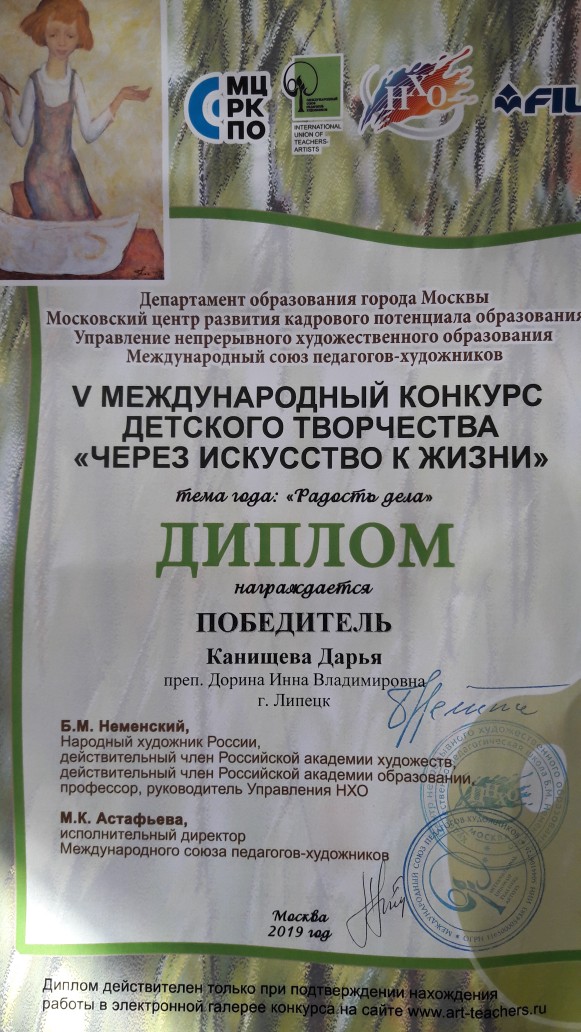 МЦ
РК
ПО
INTERNATIONAL
UNION OF
TEACHERS-
ARTISTS
НХО
FIL
Департамент образования города Москвы
Московский центр развития кадрового потенциала образования
Управление непрерывного художественного образования
Международный союз педагогов-художников
V МЕЖДУНАРОДНЫЙ КОНКУРС
ДЕТСКОГО ТВОРЧЕСТВА
«ЧЕРЕЗ ИСКУССТВО К ЖИЗНИ»
тема года: «Радость дела»
ДИПЛОМ
награждается
ПОБЕДИТЕЛЬ
Канищева Дарья
преп. Дорина Инна Владимировна
г. Липецк
Б.М. Неменский,
Народный художник России,
действительный член Российской академии художеств,
действительный член Российской академии образовании,
профессор, руководитель Управления НХО
М.К. Астафьева,
исполнительный директор
Международного союза педагогов-художников
Москва
2019 год
Диплом действителен только при подтверждении нахождения
работы в электронной галерее конкурса на сайте www.art-teachers.ru